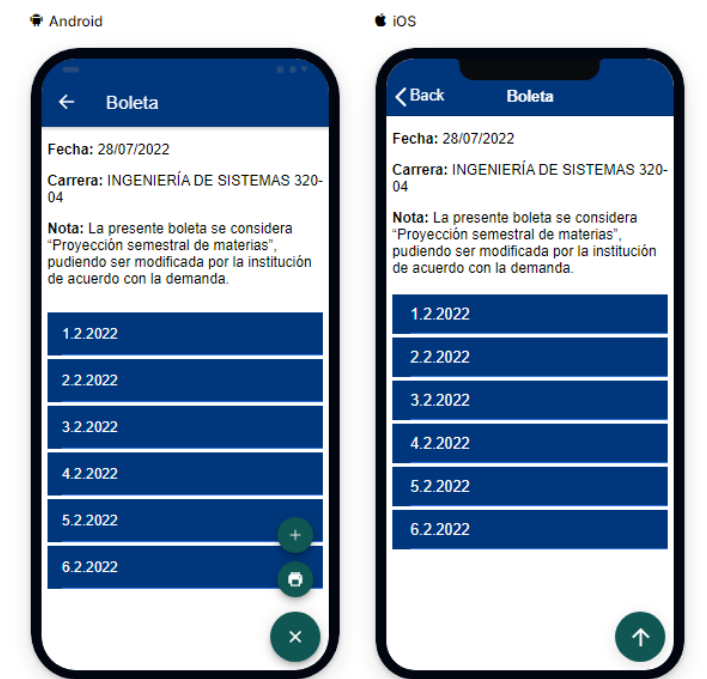 Android
Boleta
Fecha: 28/07/2022
Carrera: INGENIERÍA DE SISTEMAS 320-
04
Nota: La presente boleta se considera
“Proyección semestral de materias”,
pudiendo ser modificada por la institución
de acuerdo con la demanda.
1.2.2022
2.2.2022
3.2.2022
4.2.2022
5.2.2022
6.2.2022
iOS
Back Boleta
Fecha: 28/07/2022
Carrera: INGENIERÍA DE SISTEMAS 320-
04
Nota: La presente boleta se considera
“Proyección semestral de materias”,
pudiendo ser modificada por la institución
de acuerdo con la demanda.
1.2.2022
2.2.2022
3.2.2022
4.2.2022
5.2.2022
6.2.2022